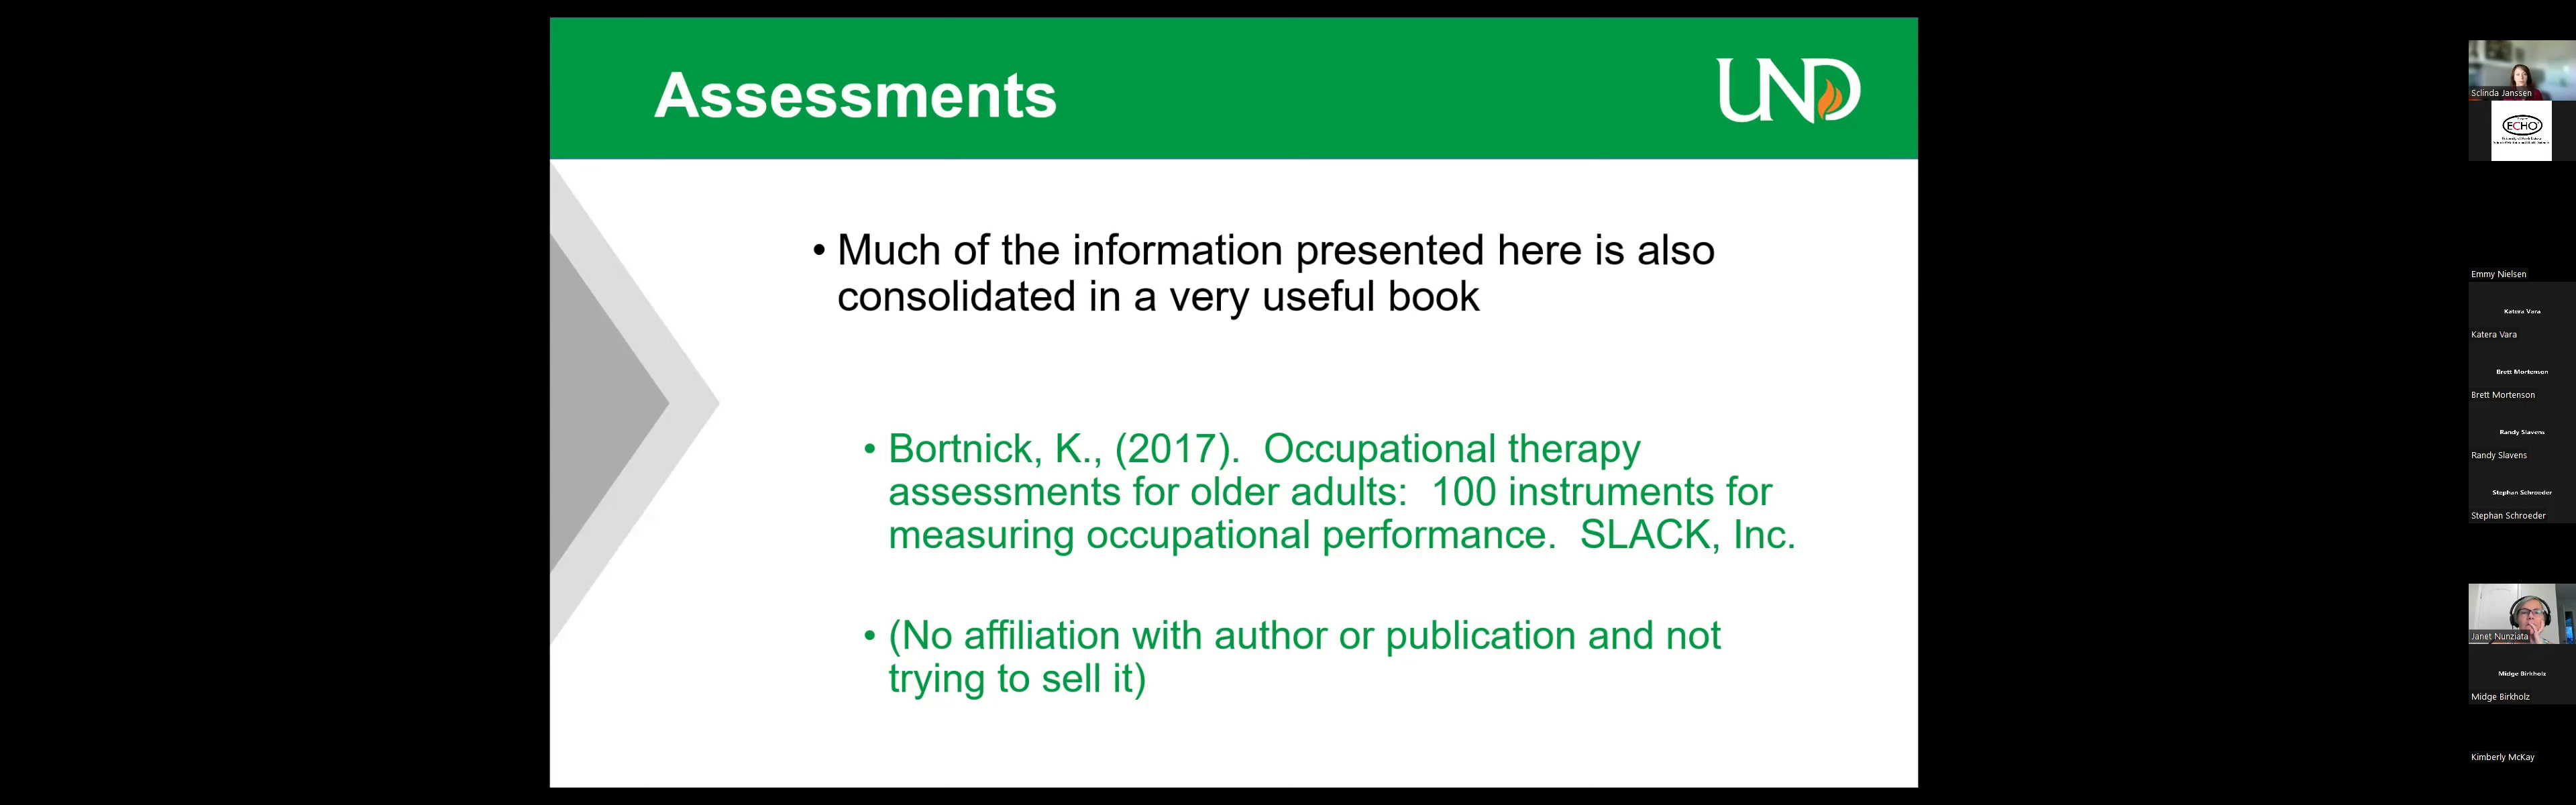 Assessments
UND
• Much of the information presented here is also
consolidated in a very useful book
• Bortnick, K., (2017).  Occupational therapy
assessments for older adults:  100 instruments for
measuring occupational performance.  SLACK, Inc.
• (No affiliation with author or publication and not
trying to sell it)
Sclinda Janssen
ECHO
Emmy Nielsen
Katera Vara
Katera Vara
Brett Mortenson
Brett Mortenson
Randy Slavens
Randy Slavens
Stephan Schroeder
Stephan Schroeder
Janet Nunziata
Midge Birkholz
Midge Birkholz
Kimberly McKay